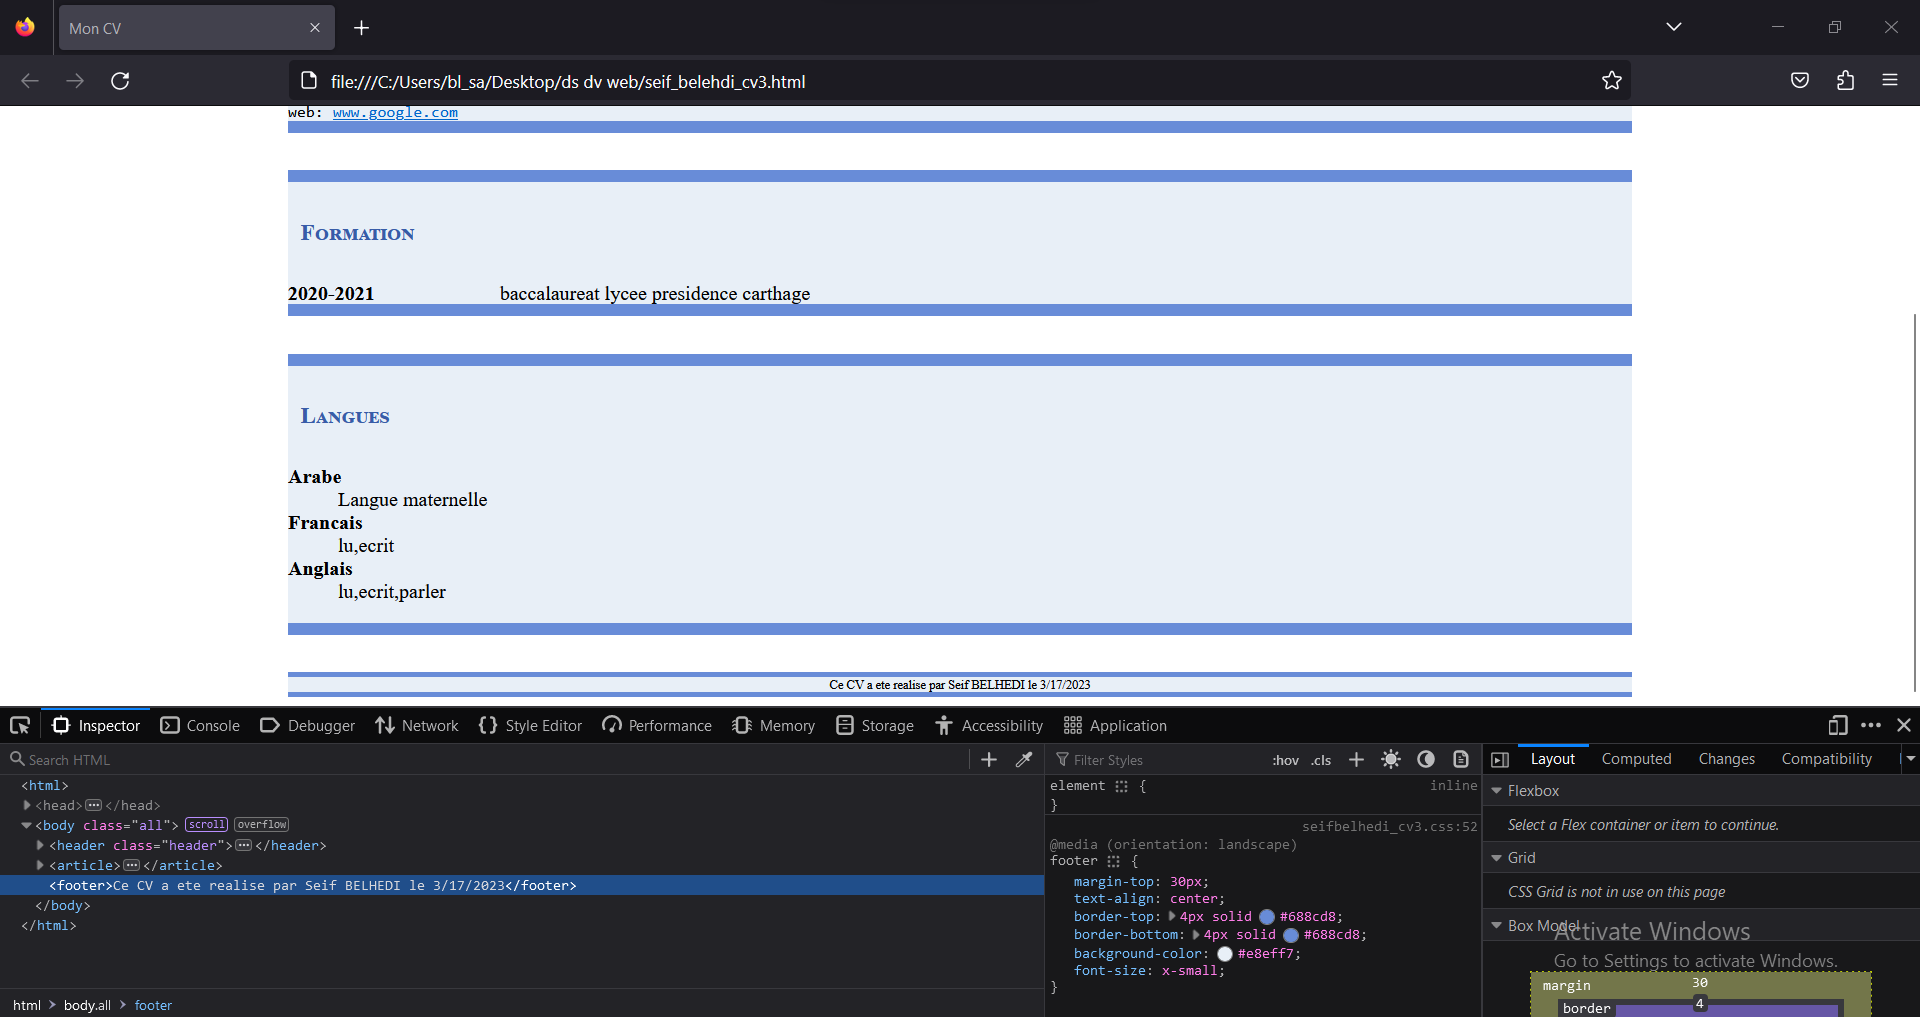 Mon CV
file:///C:/Users/bl_sa/Desktop/ds dv web/seif_belehdi_cv3.html
web: www.google.com
Formation
2020-2021 baccalaureat lycee presidence carthage
Langues
Arabe
Langue maternelle
Francais
lu,ecrit
Anglais
lu,ecrit,parler
Ce CV a ete realise par Seif BELHEDI le 3/17/2023
Inspector Console Debugger Network Style Editor Performance Memory Storage Accessibility Application
Search HTML
<html>
<head></head>
<body class="all"> scroll overflow
<header class="header"></header>
<article></article>
<footer>Ce CV a ete realise par Seif BELHEDI le 3/17/2023</footer>
</body>
</html>
html > body.all > footer
Filter Styles :hov .cls
element { inline
}
seifbelhedi_cv3.css:52
@media (orientation: landscape)
footer {
margin-top: 30px;
text-align: center;
border-top: 4px solid #688cd8;
border-bottom: 4px solid #688cd8;
background-color: #e8eff7;
font-size: x-small;
}
Layout Computed Changes Compatibility
Flexbox
Select a Flex container or item to continue.
Grid
CSS Grid is not in use on this page
Box Model
Activate Windows
Go to Settings to activate Windows.
margin 30
border 4